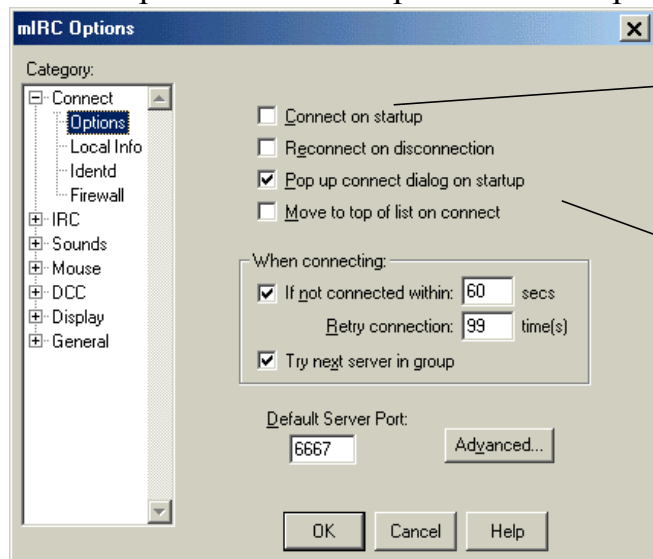 mIRC Options
Category:
Connect
Options
Local Info
Identd
Firewall
IRC
Sounds
Mouse
DCC
Display
General
Connect on startup
Reconnect on disconnection
Pop up connect dialog on startup
Move to top of list on connect
When connecting:
If not connected within: 60 secs
Retry connection: 99 time(s)
Try next server in group
Default Server Port:
6667
Advanced...
OK Cancel Help